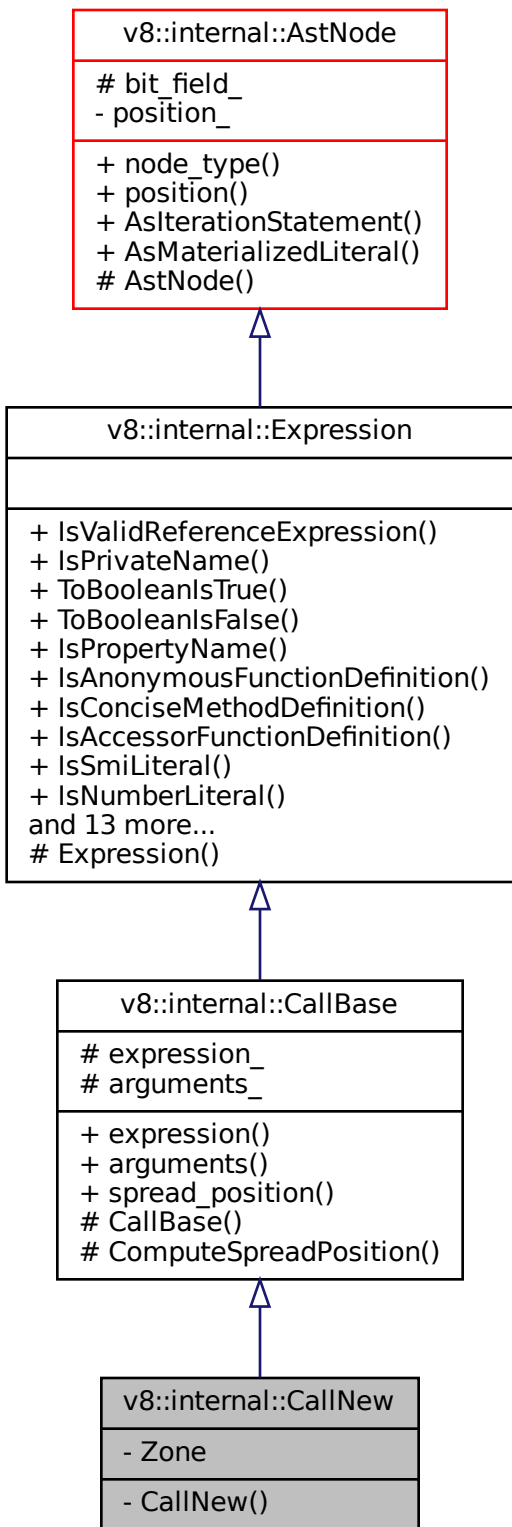 v8::internal::AstNode
# bit_field_
- position_
+ node_type()
+ position()
+ AsIterationStatement()
+ AsMaterializedLiteral()
# AstNode()
v8::internal::Expression
+ IsValidReferenceExpression()
+ IsPrivateName()
+ ToBooleanIsTrue()
+ ToBooleanIsFalse()
+ IsPropertyName()
+ IsAnonymousFunctionDefinition()
+ IsConciseMethodDefinition()
+ IsAccessorFunctionDefinition()
+ IsSmiLiteral()
+ IsNumberLiteral()
and 13 more...
# Expression()
v8::internal::CallBase
# expression_
# arguments_
+ expression()
+ arguments()
+ spread_position()
# CallBase()
# ComputeSpreadPosition()
v8::internal::CallNew
- Zone
- CallNew()